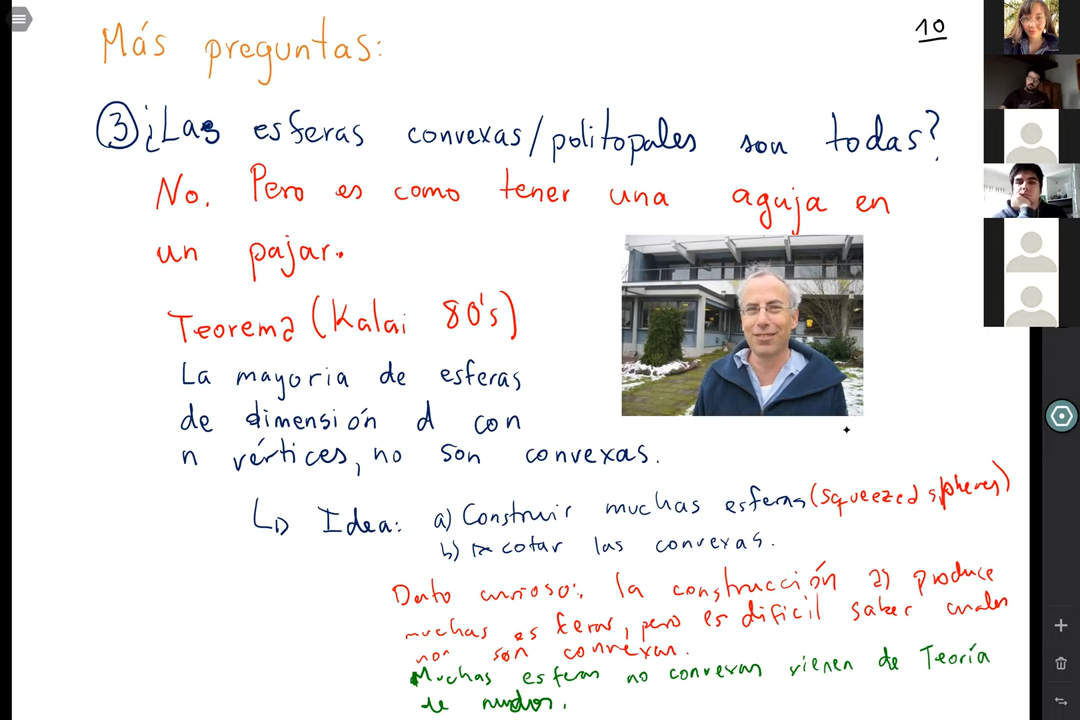 10
Más preguntas:
③ ¿Las esferas convexas/politopales son todas?
No. Pero es como tener una aguja en
un pajar.
Teorema (Kalai 80's)
La mayoria de esferas
de dimensión d con
n vértices, no son convexas.
↳ Idea: a) Construir muchas esferas (squeezed spheres)
b) Acotar las convexas.
Dato curioso: la construcción a) produce
muchas esferas, pero es dificil saber cuales
non son convexas.
Muchas esferas no convexas vienen de Teoría
de nudos.